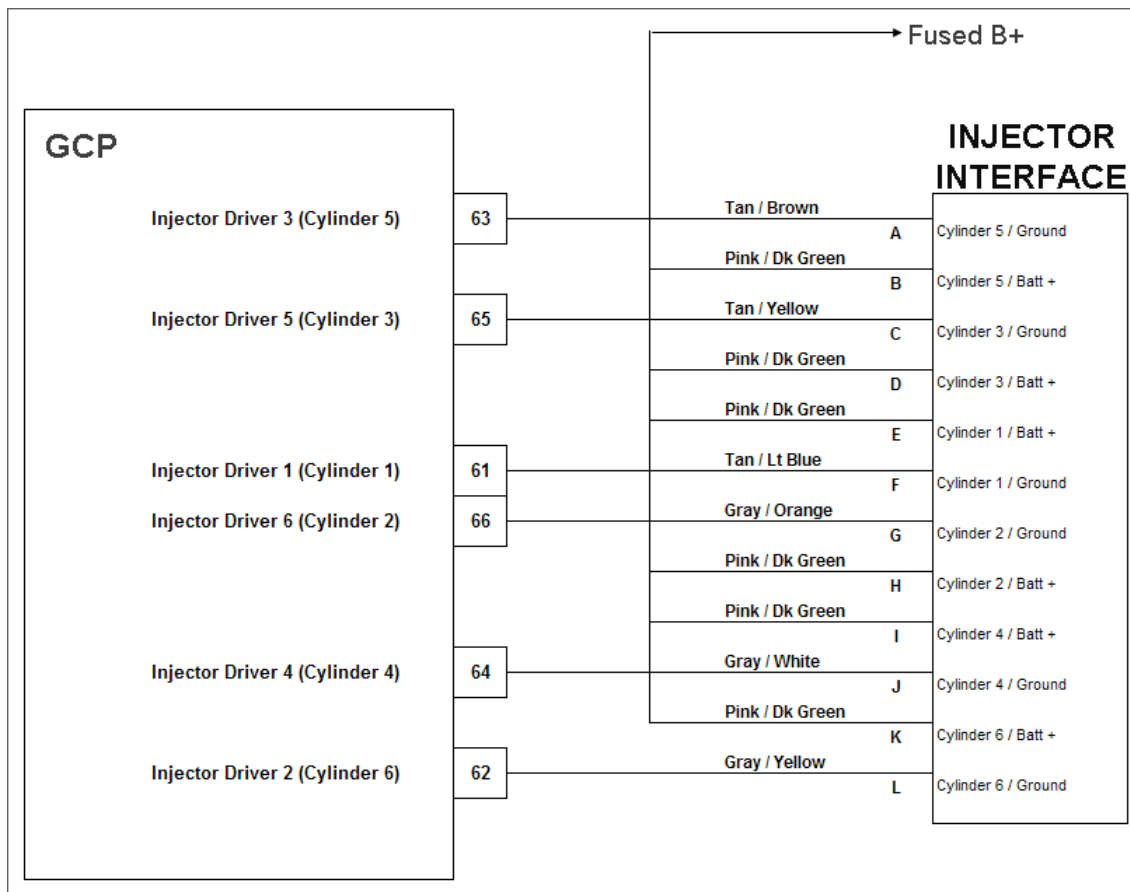 Fused B+
GCP
INJECTOR
INTERFACE
Injector Driver 3 (Cylinder 5)
63
Tan / Brown
A
Cylinder 5 / Ground
Pink / Dk Green
B
Cylinder 5 / Batt +
Injector Driver 5 (Cylinder 3)
65
Tan / Yellow
C
Cylinder 3 / Ground
Pink / Dk Green
D
Cylinder 3 / Batt +
Pink / Dk Green
E
Cylinder 1 / Batt +
Injector Driver 1 (Cylinder 1)
61
Tan / Lt Blue
F
Cylinder 1 / Ground
Injector Driver 6 (Cylinder 2)
66
Gray / Orange
G
Cylinder 2 / Ground
Pink / Dk Green
H
Cylinder 2 / Batt +
Pink / Dk Green
I
Cylinder 4 / Batt +
Injector Driver 4 (Cylinder 4)
64
Gray / White
J
Cylinder 4 / Ground
Pink / Dk Green
K
Cylinder 6 / Batt +
Injector Driver 2 (Cylinder 6)
62
Gray / Yellow
L
Cylinder 6 / Ground